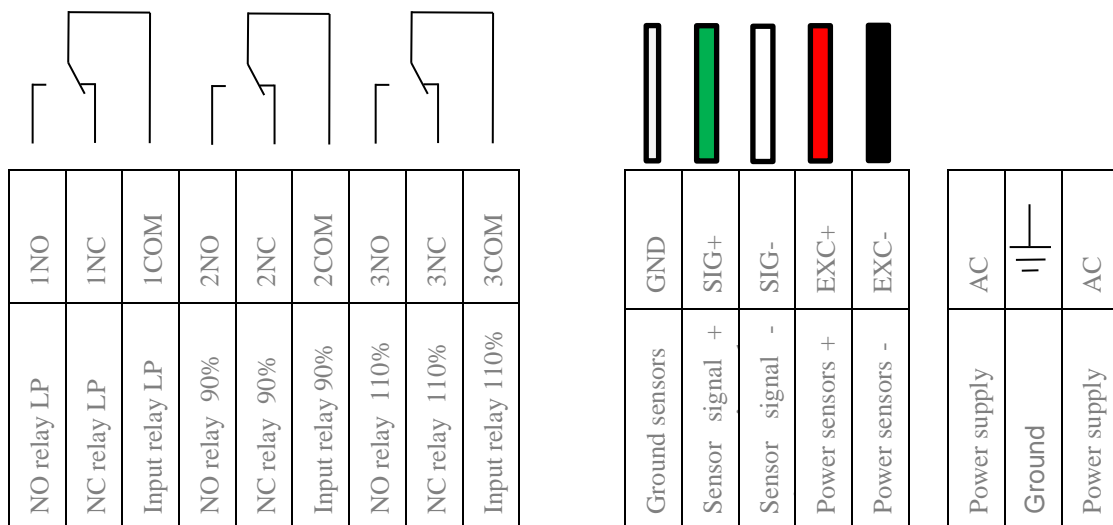 1NO
1NC
1COM
2NO
2NC
2COM
3NO
3NC
3COM
NO relay LP
NC relay LP
Input relay LP
NO relay 90%
NC relay 90%
Input relay 90%
NO relay 110%
NC relay 110%
Input relay 110%
GND
SIG+
SIG-
EXC+
EXC-
Ground sensors
Sensor signal +
Sensor signal -
Power sensors +
Power sensors -
AC
AC
Power supply
Ground
Power supply